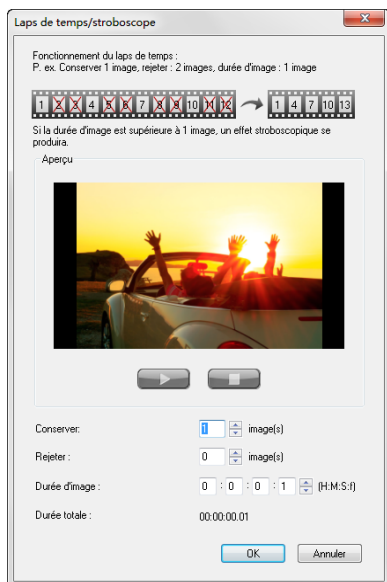 Laps de temps/stroboscope
Fonctionnement du laps de temps :
P. ex. Conserver 1 image, rejeter : 2 images, durée d'image : 1 image
1 2 3 4 5 6 7 8 9 10 11 12 1 4 7 10 13
Si la durée d'image est supérieure à 1 image, un effet stroboscopique se
produira.
Aperçu
Conserver: 1 image(s)
Rejeter : 0 image(s)
Durée d'image : 0 : 0 : 0 : 1 (H:M:S:f)
Durée totale : 00:00:00.01
OK Annuler